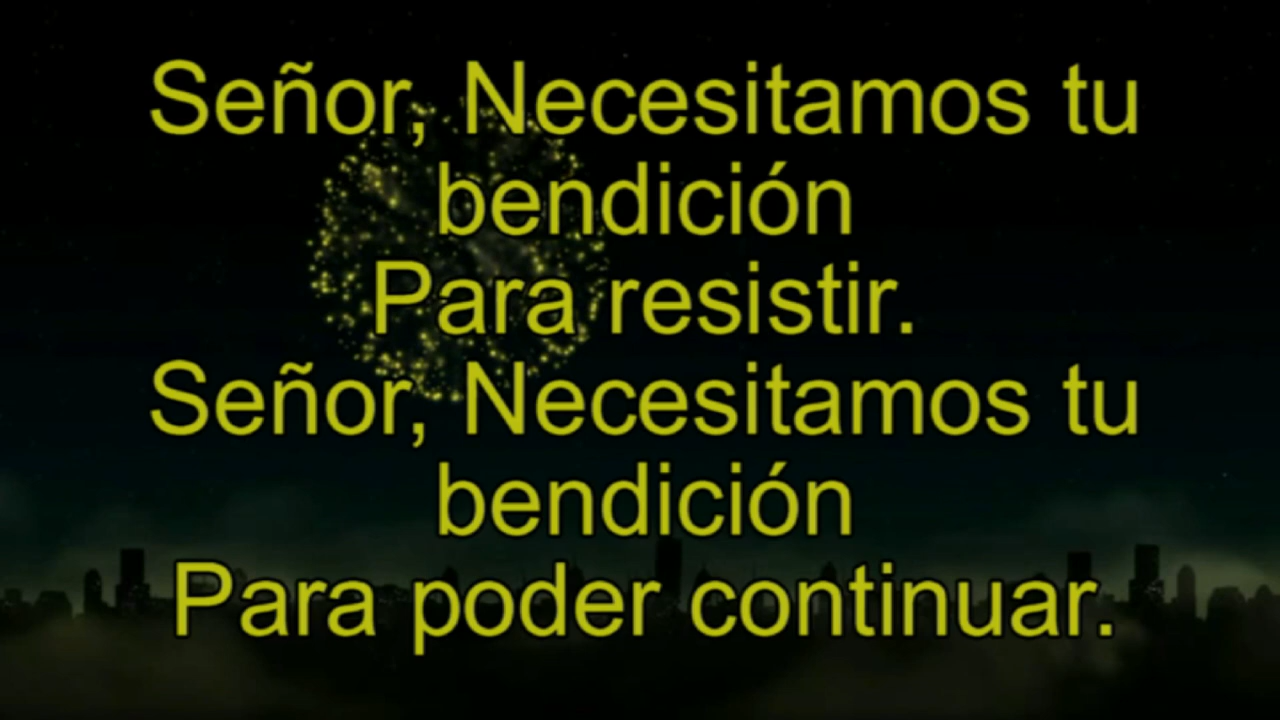 Señor, Necesitamos tu
bendición
Para resistir.
Señor, Necesitamos tu
bendición
Para poder continuar.